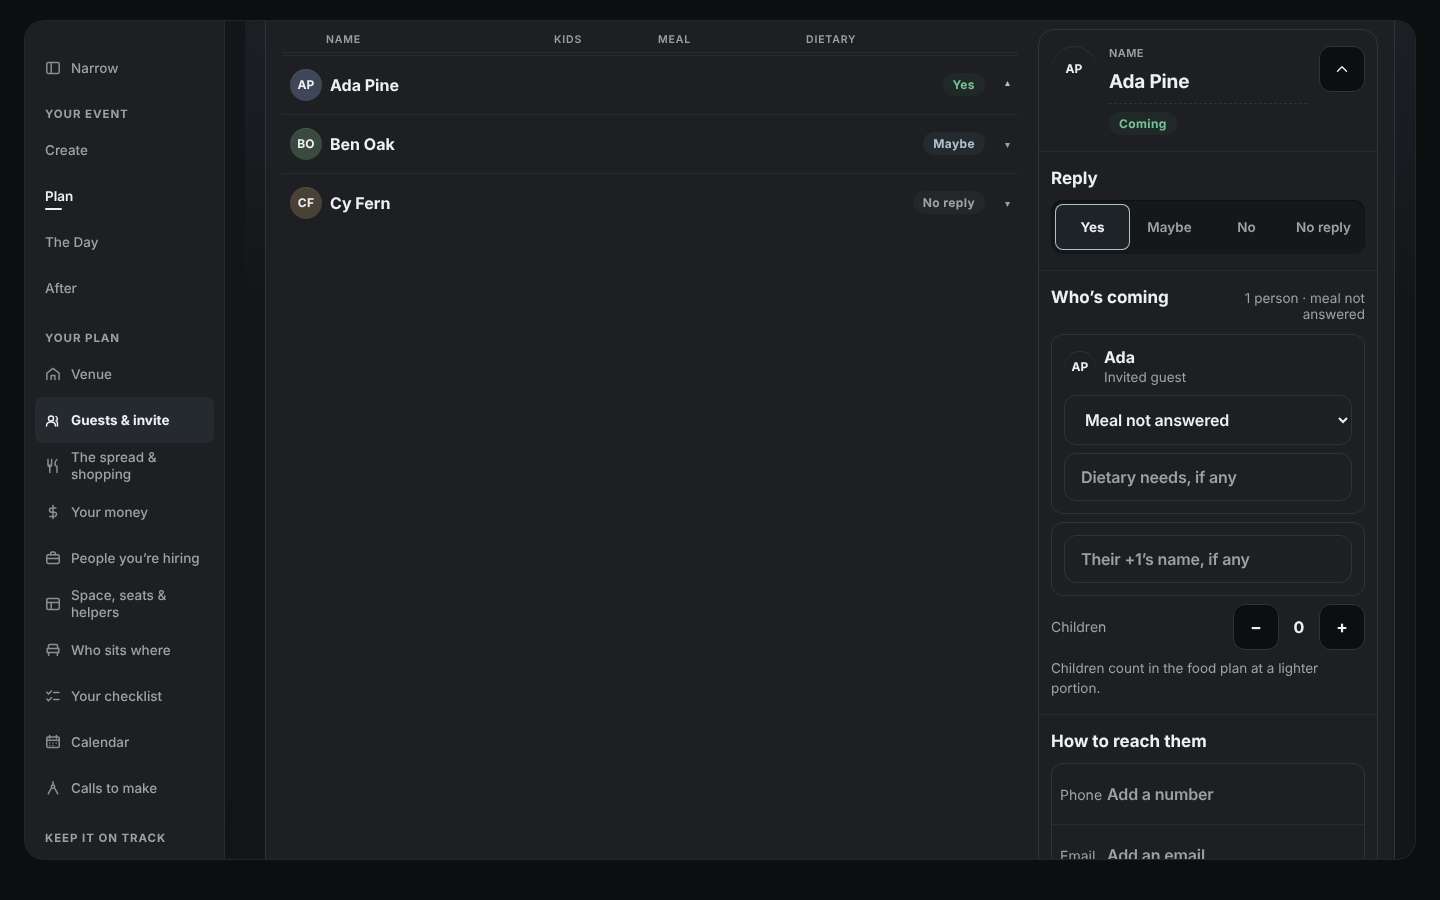 Narrow
YOUR EVENT
Create
Plan
The Day
After
YOUR PLAN
Venue
Guests & invite
The spread &
shopping
Your money
People you’re hiring
Space, seats &
helpers
Who sits where
Your checklist
Calendar
Calls to make
KEEP IT ON TRACK
NAME KIDS MEAL DIETARY
AP Ada Pine Yes
BO Ben Oak Maybe
CF Cy Fern No reply
AP
NAME
Ada Pine
Coming
Reply
Yes Maybe No No reply
Who’s coming
1 person · meal not
answered
AP
Ada
Invited guest
Meal not answered
Dietary needs, if any
Their +1’s name, if any
Children − 0 +
Children count in the food plan at a lighter
portion.
How to reach them
Phone Add a number
Email Add an email